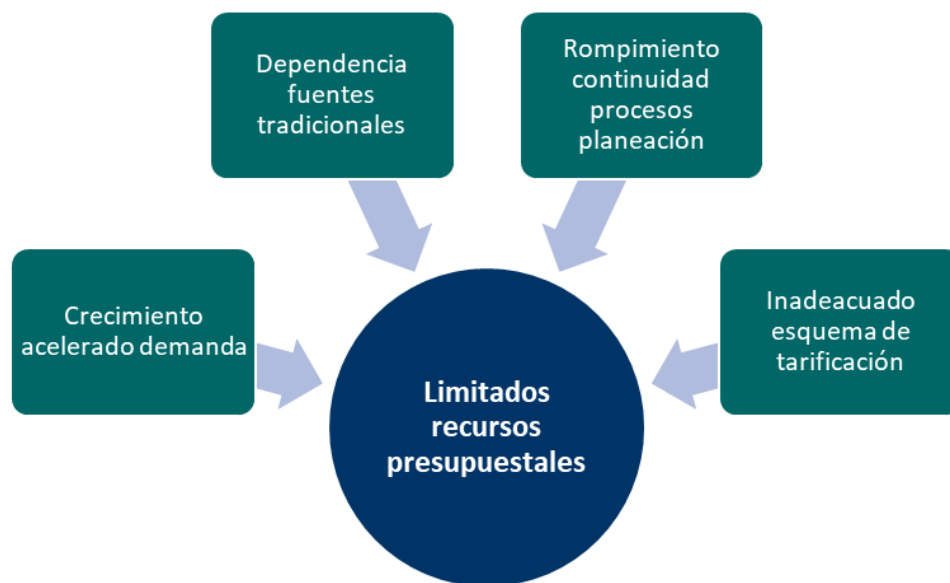 Dependencia
fuentes
tradicionales
Rompimiento
continuidad
procesos
planeación
Crecimiento
acelerado demanda
Inadeacuado
esquema de
tarificación
Limitados
recursos
presupuestales